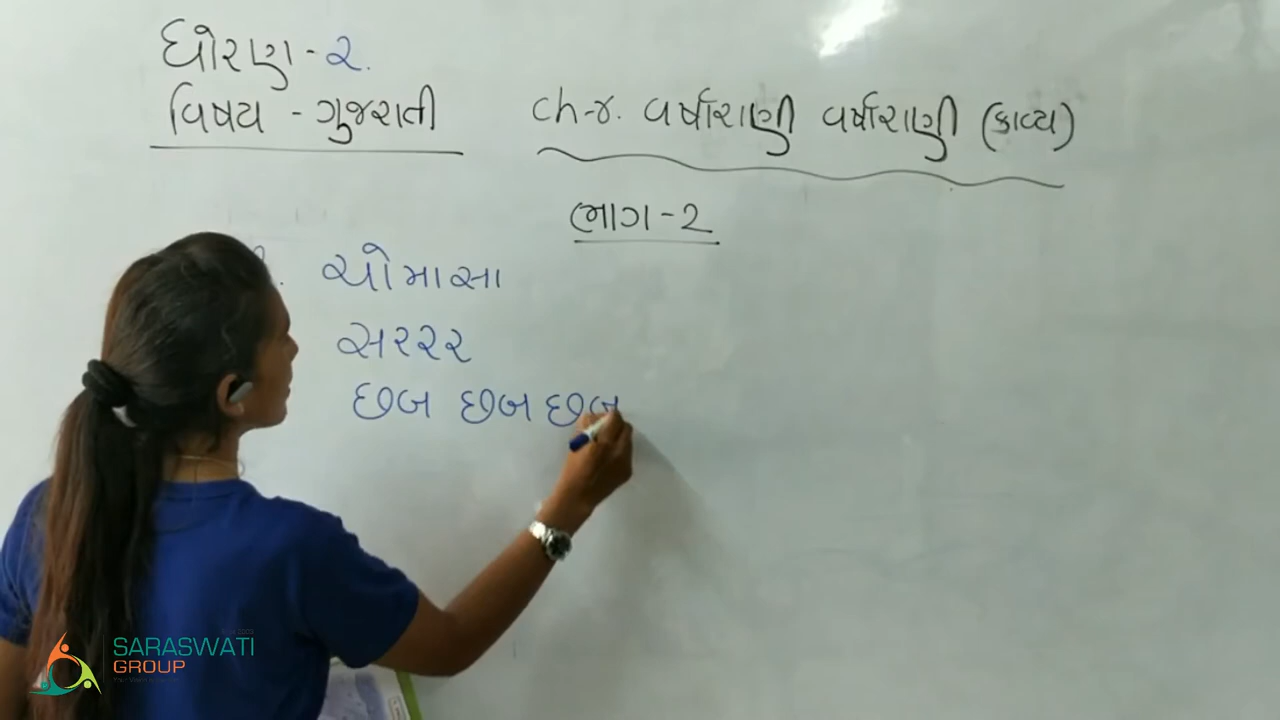 ધોરણ - ૨.
વિષય - ગુજરાતી
ch-૪. વર્ષારાણી વર્ષારાણી (કાવ્ય)
ભાગ-૨
ચોમાસા
સરરર
છબ છબ છબ
SARASWATI
GROUP